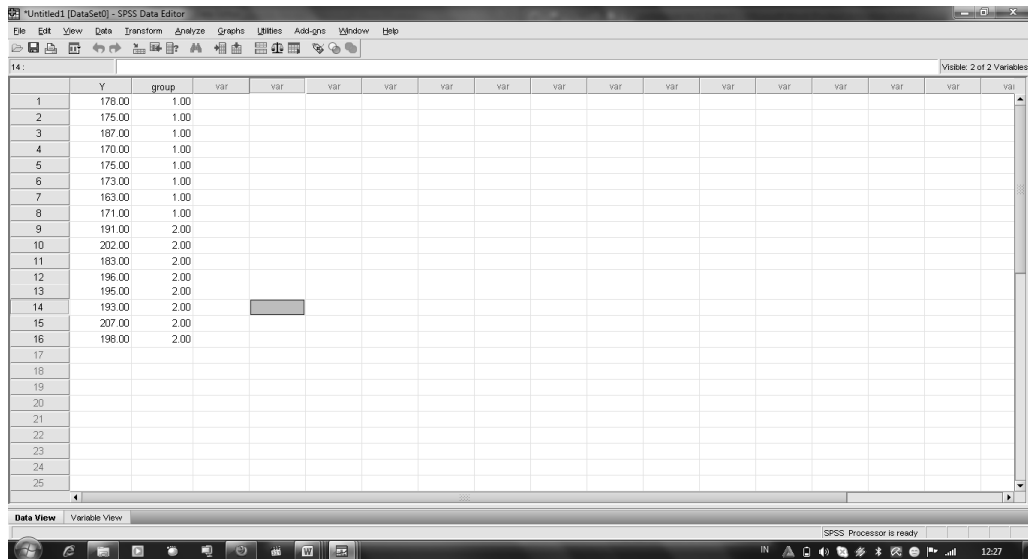 *Untitled1 [DataSet0] - SPSS Data Editor
File Edit View Data Transform Analyze Graphs Utilities Add-ons Window Help
14 : Visible: 2 of 2 Variables
Y group var var var var var var var var var var var var var
1 178.00 1.00
2 175.00 1.00
3 187.00 1.00
4 170.00 1.00
5 175.00 1.00
6 173.00 1.00
7 163.00 1.00
8 171.00 1.00
9 191.00 2.00
10 202.00 2.00
11 183.00 2.00
12 196.00 2.00
13 195.00 2.00
14 193.00 2.00
15 207.00 2.00
16 198.00 2.00
17
18
19
20
21
22
23
24
25
Data View Variable View
SPSS Processor is ready
IN 12:27